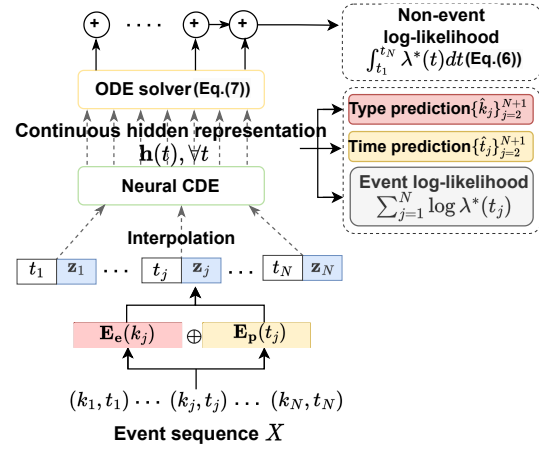 + + ···· +
Non-event
log-likelihood
∫_{t_1}^{t_N} λ*(t)dt(Eq.(6))
ODE solver(Eq.(7))
Continuous hidden representation
h(t), ∀t
Type prediction{k̂_j}_{j=2}^{N+1}
Time prediction{t̂_j}_{j=2}^{N+1}
Event log-likelihood
∑_{j=1}^{N} log λ*(t_j)
Neural CDE
Interpolation
t_1 z_1 ··· t_j z_j ··· t_N z_N
E_e(k_j) ⊕ E_p(t_j)
(k_1, t_1) ··· (k_j, t_j) ... (k_N, t_N)
Event sequence X